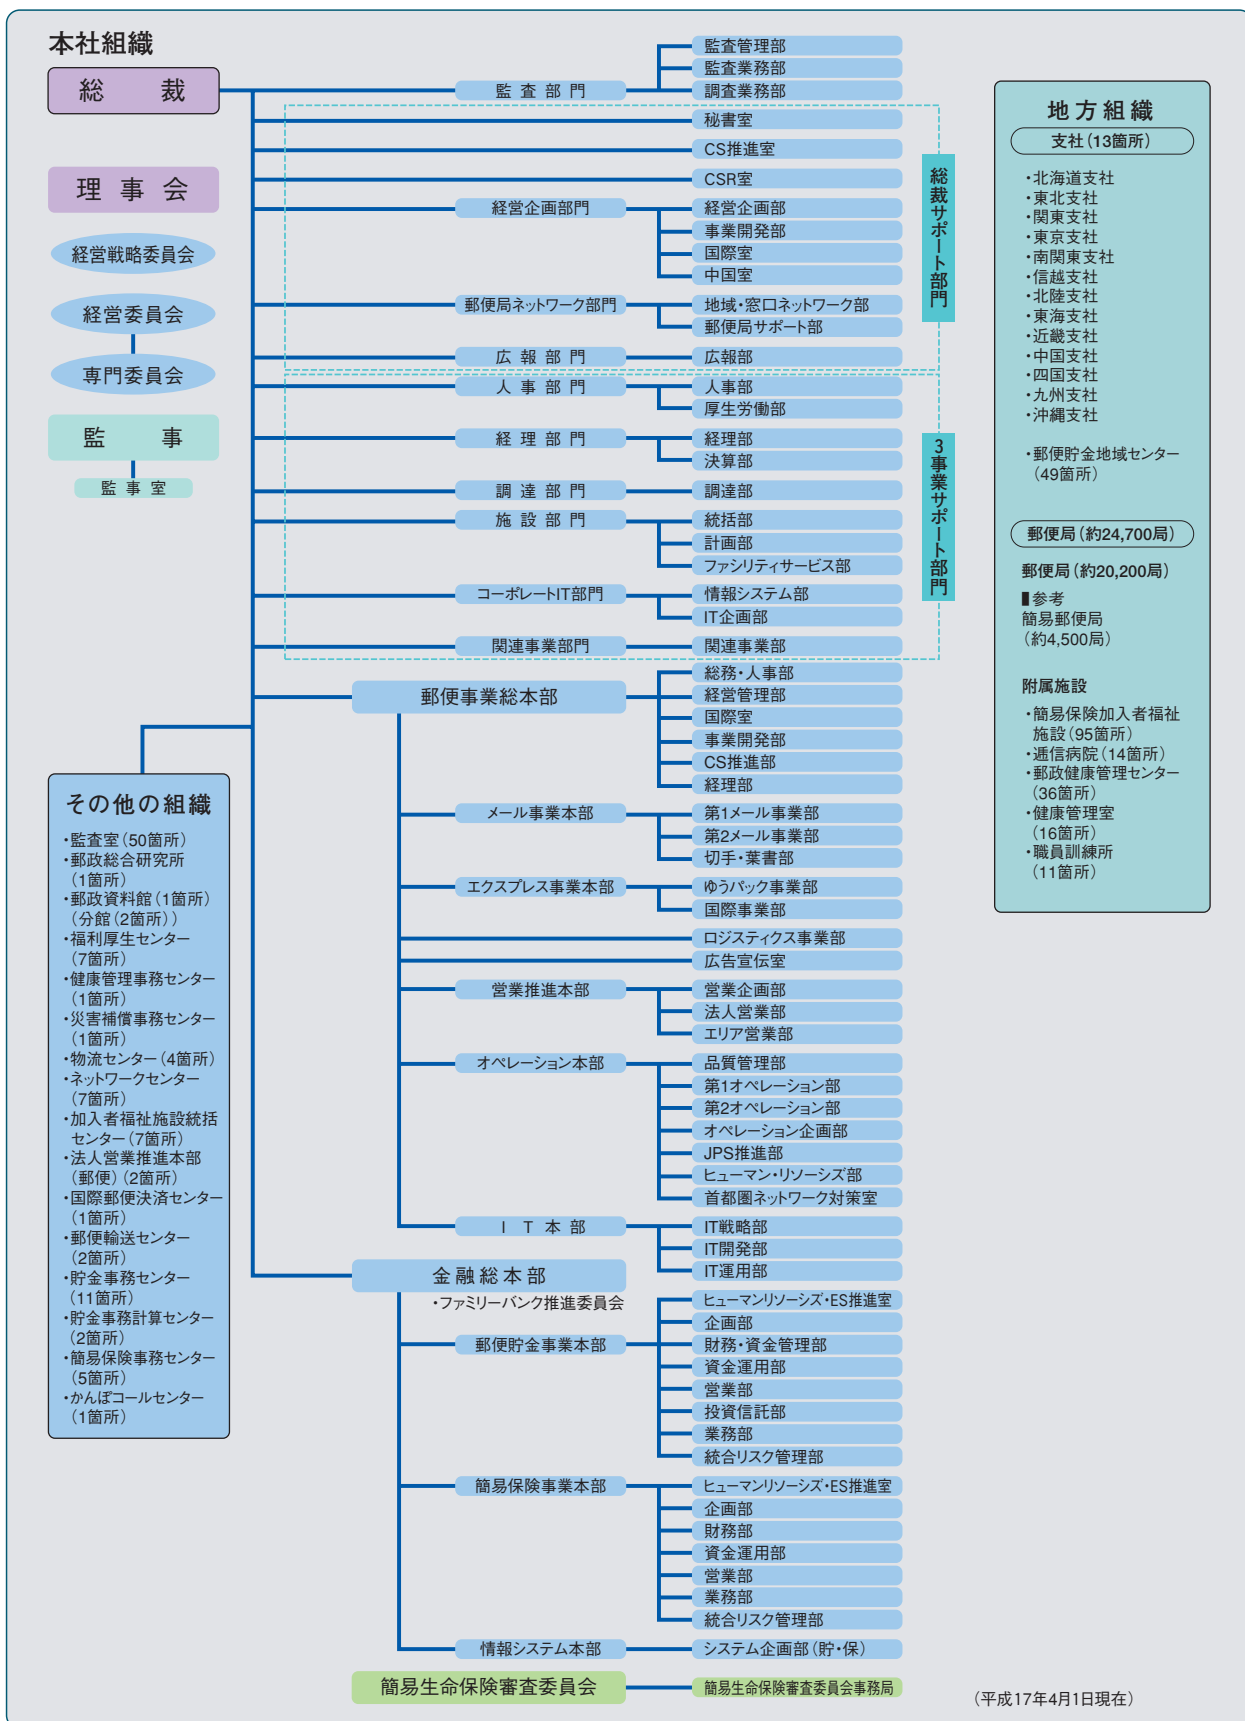 本社組織
総裁
理事会
経営戦略委員会
経営委員会
専門委員会
監事
監事室
監査部門
監査管理部
監査業務部
調査業務部
総裁サポート部門
秘書室
CS推進室
CSR室
経営企画部門
経営企画部
事業開発部
国際室
中国室
郵便局ネットワーク部門
地域・窓口ネットワーク部
郵便局サポート部
広報部門
広報部
3事業サポート部門
人事部門
人事部
厚生労働部
経理部門
経理部
決算部
調達部門
調達部
施設部門
統括部
計画部
ファシリティサービス部
コーポレートIT部門
情報システム部
IT企画部
関連事業部門
関連事業部
郵便事業総本部
総務・人事部
経営管理部
国際室
事業開発部
CS推進部
経理部
メール事業本部
第1メール事業部
第2メール事業部
切手・葉書部
エクスプレス事業本部
ゆうパック事業部
国際事業部
ロジスティクス事業部
広告宣伝室
営業推進本部
営業企画部
法人営業部
エリア営業部
オペレーション本部
品質管理部
第1オペレーション部
第2オペレーション部
オペレーション企画部
JPS推進部
ヒューマン・リソーシズ部
首都圏ネットワーク対策室
IT本部
IT戦略部
IT開発部
IT運用部
金融総本部
・ファミリーバンク推進委員会
郵便貯金事業本部
ヒューマンリソーシズ・ES推進室
企画部
財務・資金管理部
資金運用部
営業部
投資信託部
業務部
統合リスク管理部
簡易保険事業本部
ヒューマンリソーシズ・ES推進室
企画部
財務部
資金運用部
営業部
業務部
統合リスク管理部
情報システム本部
システム企画部(貯・保)
簡易生命保険審査委員会
簡易生命保険審査委員会事務局
その他の組織
・監査室(50箇所)
・郵政総合研究所
(1箇所)
・郵政資料館(1箇所)
(分館(2箇所))
・福利厚生センター
(7箇所)
・健康管理事務センター
(1箇所)
・災害補償事務センター
(1箇所)
・物流センター(4箇所)
・ネットワークセンター
(7箇所)
・加入者福祉施設統括
センター(7箇所)
・法人営業推進本部
(郵便)(2箇所)
・国際郵便決済センター
(1箇所)
・郵便輸送センター
(2箇所)
・貯金事務センター
(11箇所)
・貯金事務計算センター
(2箇所)
・簡易保険事務センター
(5箇所)
・かんぽコールセンター
(1箇所)
地方組織
支社(13箇所)
・北海道支社
・東北支社
・関東支社
・東京支社
・南関東支社
・信越支社
・北陸支社
・東海支社
・近畿支社
・中国支社
・四国支社
・九州支社
・沖縄支社
・郵便貯金地域センター
(49箇所)
郵便局(約24,700局)
郵便局(約20,200局)
■参考
簡易郵便局
(約4,500局)
附属施設
・簡易保険加入者福祉
施設(95箇所)
・逓信病院(14箇所)
・郵政健康管理センター
(36箇所)
・健康管理室
(16箇所)
・職員訓練所
(11箇所)
(平成17年4月1日現在)